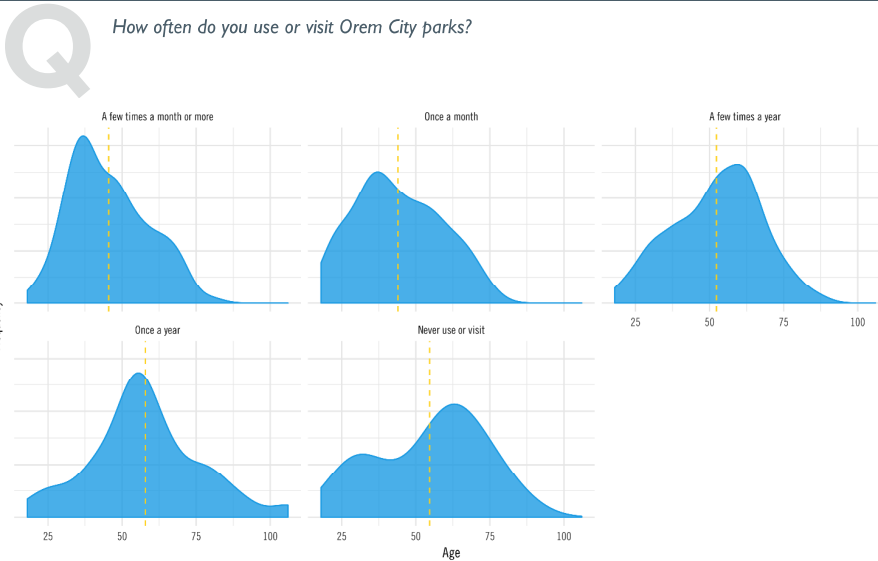 Q
How often do you use or visit Orem City parks?
A few times a month or more
Once a month
A few times a year
25 50 75 100
Once a year
Never use or visit
25 50 75 100
25 50 75 100
Age